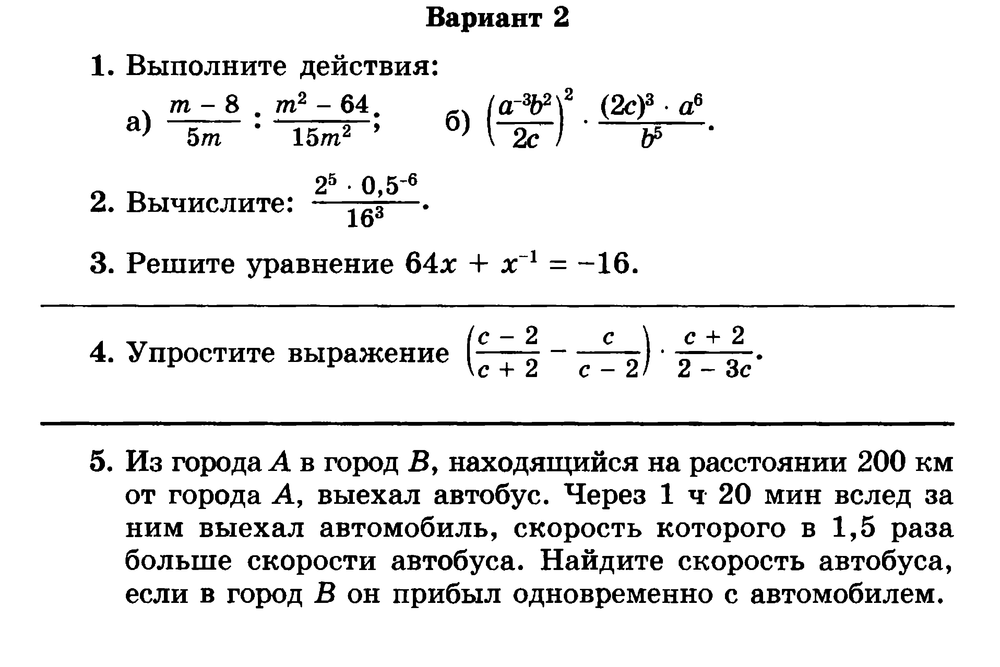 Вариант 2
1. Выполните действия:
а) \frac{m - 8}{5m} : \frac{m^2 - 64}{15m^2}; б) \left(\frac{a^{-3}b^2}{2c}\right)^2 \cdot \frac{(2c)^3 \cdot a^6}{b^5}.
2. Вычислите: \frac{2^5 \cdot 0,5^{-6}}{16^3}.
3. Решите уравнение 64x + x^{-1} = -16.
4. Упростите выражение \left(\frac{c - 2}{c + 2} - \frac{c}{c - 2}\right) \cdot \frac{c + 2}{2 - 3c}.
5. Из города A в город B, находящийся на расстоянии 200 км
от города A, выехал автобус. Через 1 ч 20 мин вслед за
ним выехал автомобиль, скорость которого в 1,5 раза
больше скорости автобуса. Найдите скорость автобуса,
если в город B он прибыл одновременно с автомобилем.